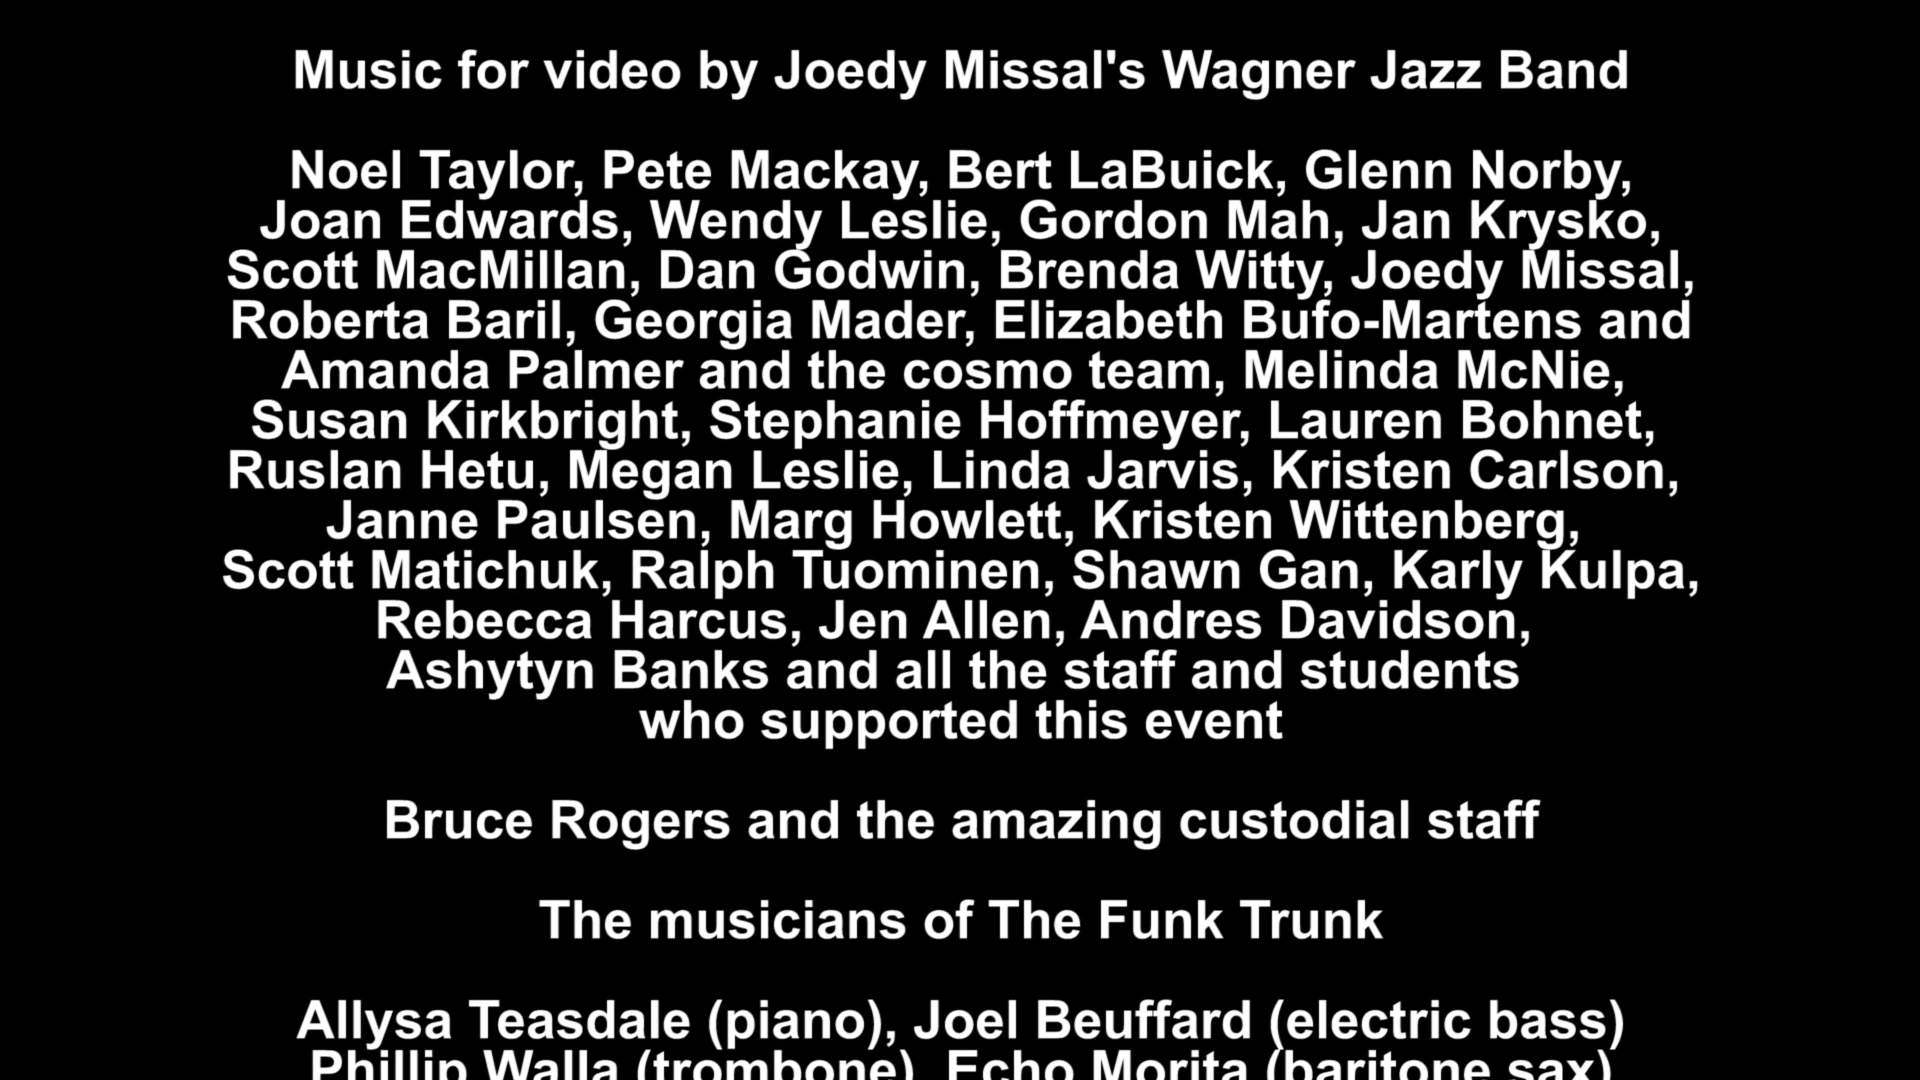 Music for video by Joedy Missal's Wagner Jazz Band
Noel Taylor, Pete Mackay, Bert LaBuick, Glenn Norby,
Joan Edwards, Wendy Leslie, Gordon Mah, Jan Krysko,
Scott MacMillan, Dan Godwin, Brenda Witty, Joedy Missal,
Roberta Baril, Georgia Mader, Elizabeth Bufo-Martens and
Amanda Palmer and the cosmo team, Melinda McNie,
Susan Kirkbright, Stephanie Hoffmeyer, Lauren Bohnet,
Ruslan Hetu, Megan Leslie, Linda Jarvis, Kristen Carlson,
Janne Paulsen, Marg Howlett, Kristen Wittenberg,
Scott Matichuk, Ralph Tuominen, Shawn Gan, Karly Kulpa,
Rebecca Harcus, Jen Allen, Andres Davidson,
Ashytyn Banks and all the staff and students
who supported this event
Bruce Rogers and the amazing custodial staff
The musicians of The Funk Trunk
Allysa Teasdale (piano), Joel Beuffard (electric bass)
Phillip Walla (trombone), Echo Morita (baritone sax)